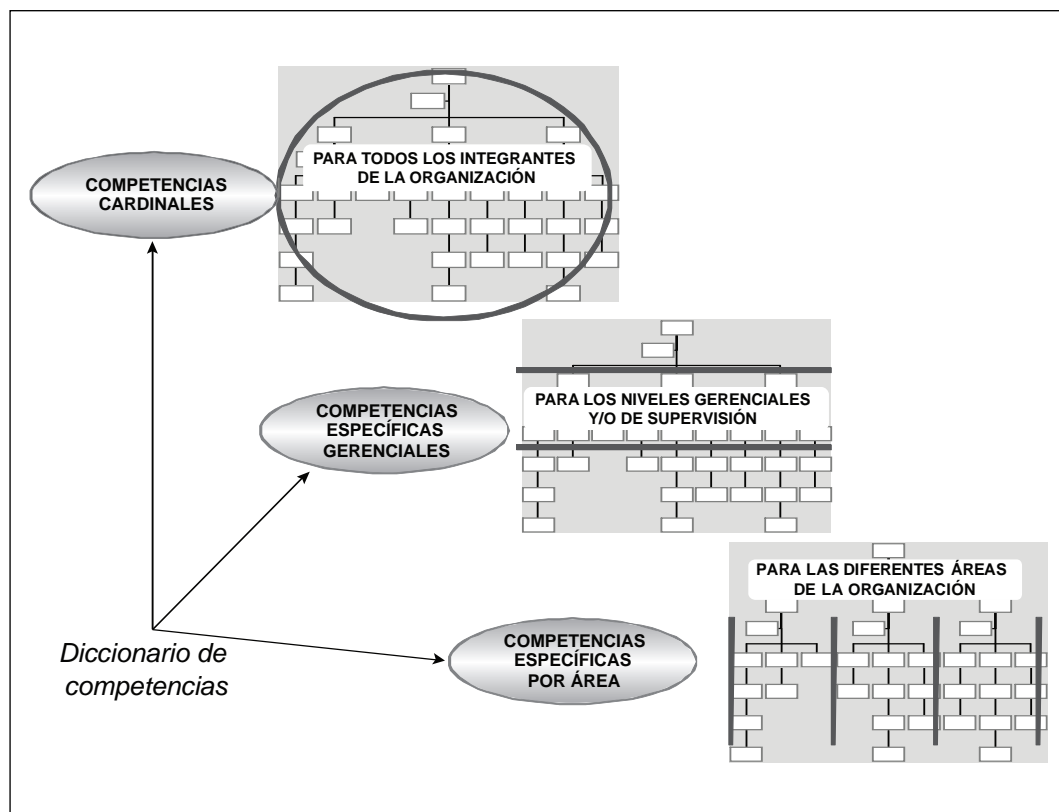 PARA TODOS LOS INTEGRANTES
DE LA ORGANIZACIÓN
COMPETENCIAS
CARDINALES
PARA LOS NIVELES GERENCIALES
Y/O DE SUPERVISIÓN
COMPETENCIAS
ESPECÍFICAS
GERENCIALES
PARA LAS DIFERENTES ÁREAS
DE LA ORGANIZACIÓN
COMPETENCIAS
ESPECÍFICAS
POR ÁREA
Diccionario de
competencias